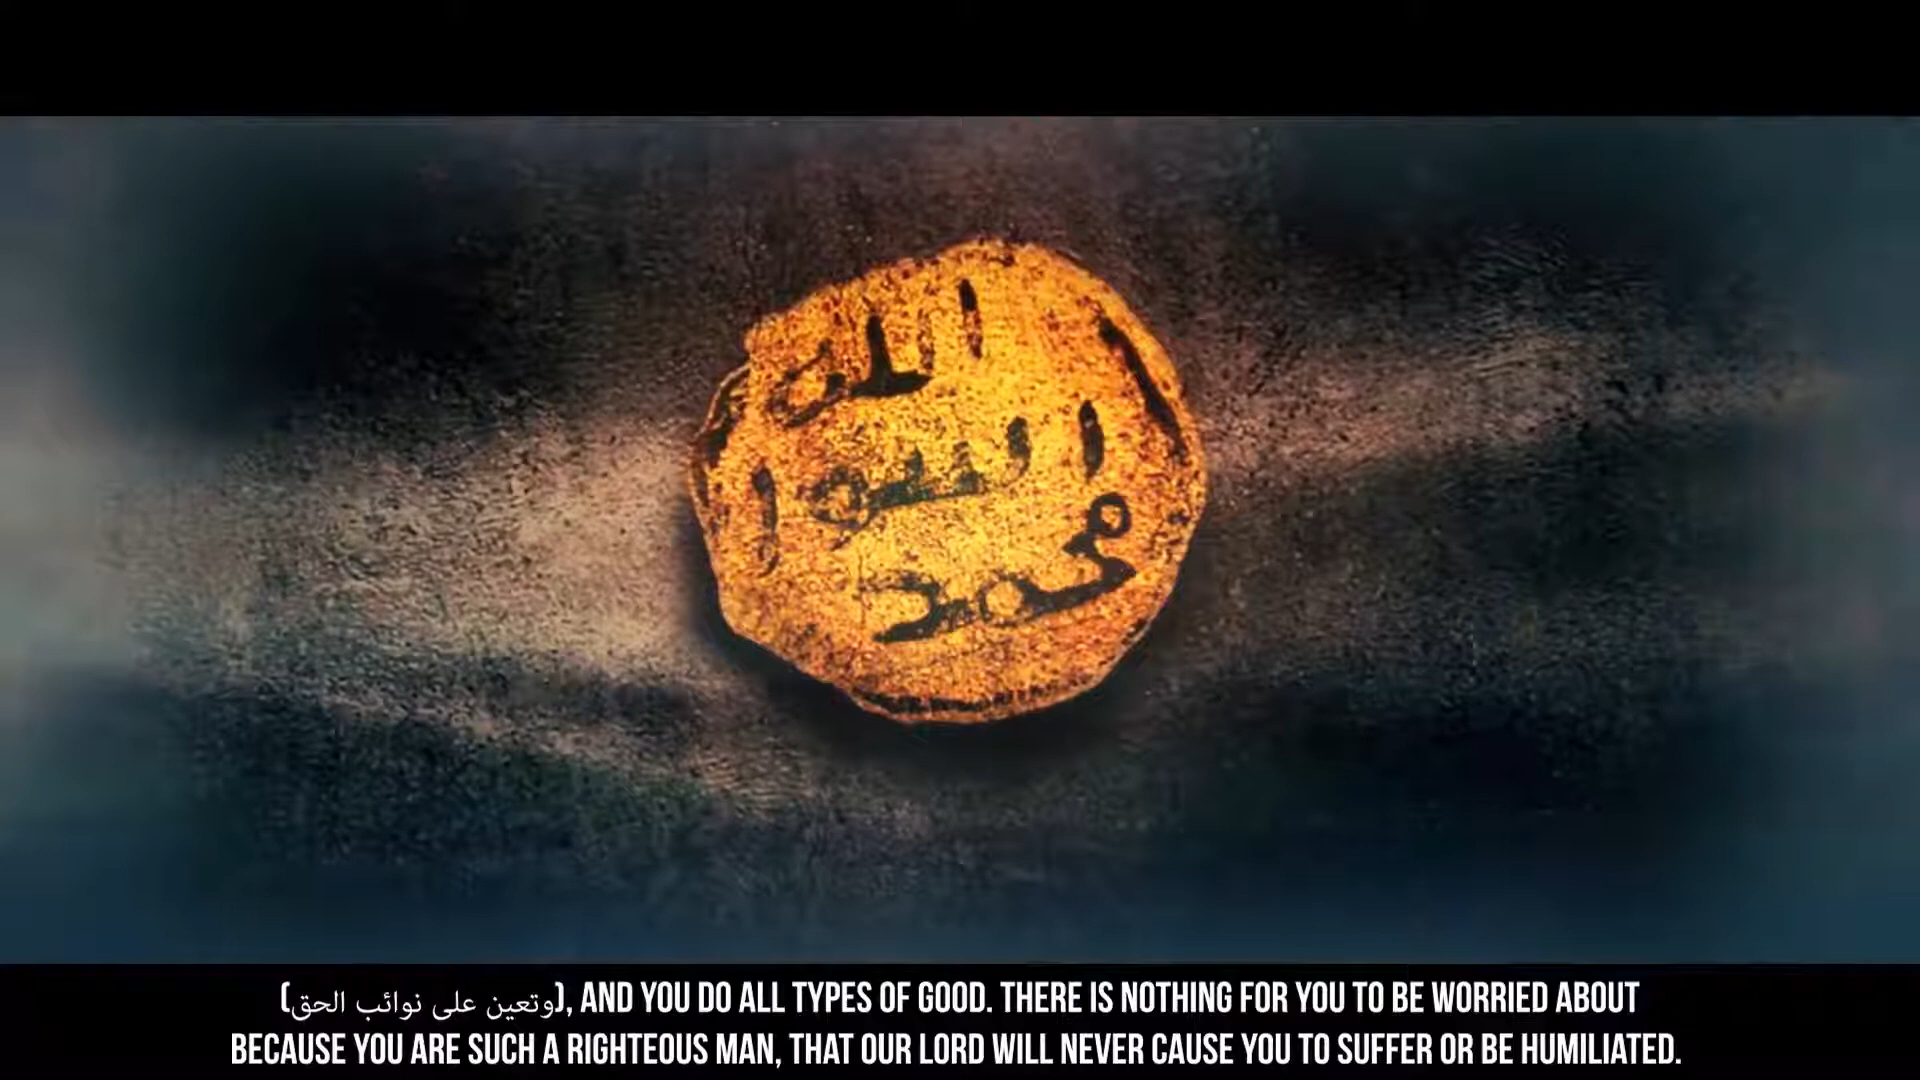 الله
رسول
محمد
(وتعين على نوائب الحق), AND YOU DO ALL TYPES OF GOOD. THERE IS NOTHING FOR YOU TO BE WORRIED ABOUT
BECAUSE YOU ARE SUCH A RIGHTEOUS MAN, THAT OUR LORD WILL NEVER CAUSE YOU TO SUFFER OR BE HUMILIATED.